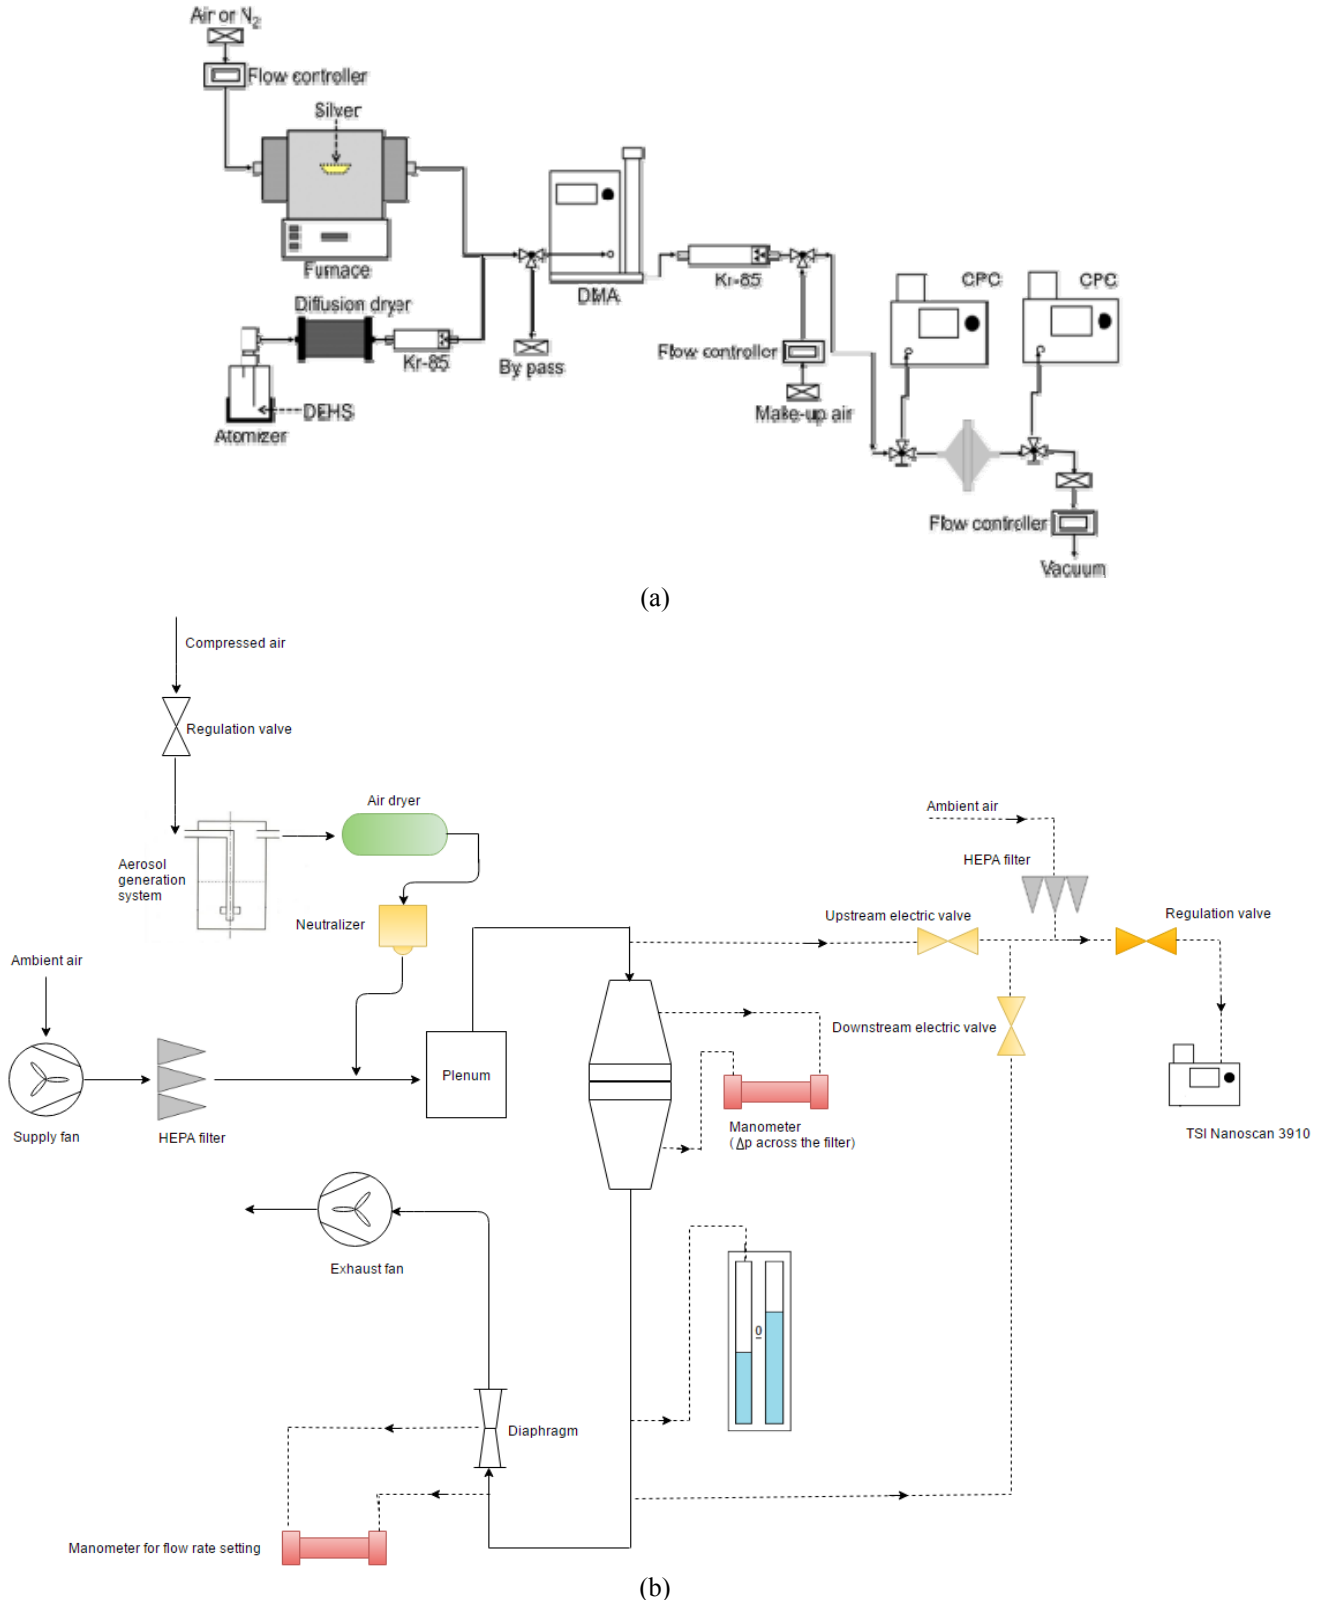 Air or N2
Flow controller
Silver
Furnace
Diffusion dryer
Kr-85
DEHS
Atomizer
By pass
DMA
Kr-85
Flow controller
Make-up air
CPC
CPC
Flow controller
Vacuum
(a)
Compressed air
Regulation valve
Air dryer
Aerosol
generation
system
Neutralizer
Ambient air
Supply fan
HEPA filter
Plenum
Ambient air
HEPA filter
Upstream electric valve
Regulation valve
Downstream electric valve
TSI Nanoscan 3910
Manometer
(Δp across the filter)
Exhaust fan
0
Diaphragm
Manometer for flow rate setting
(b)